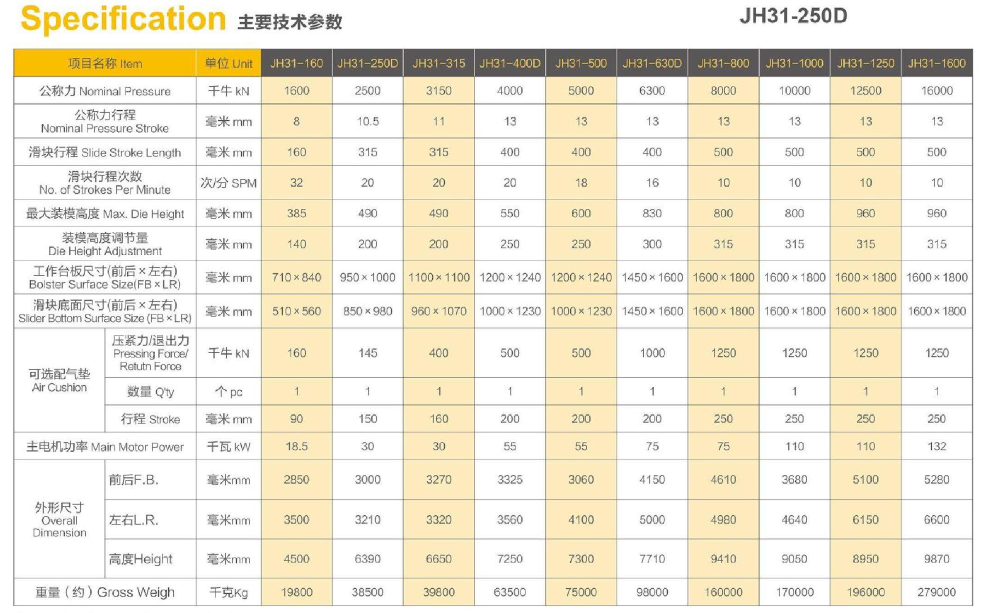 Specification 主要技术参数
JH31-250D
项目名称 Item 单位 Unit JH31-160 JH31-250D JH31-315 JH31-400D JH31-500 JH31-630D JH31-800 JH31-1000 JH31-1250 JH31-1600
公称力 Nominal Pressure 千牛 kN 1600 2500 3150 4000 5000 6300 8000 10000 12500 16000
公称力行程
Nominal Pressure Stroke 毫米 mm 8 10.5 11 13 13 13 13 13 13 13
滑块行程 Slide Stroke Length 毫米 mm 160 315 315 400 400 400 500 500 500 500
滑块行程次数
No. of Strokes Per Minute 次/分 SPM 32 20 20 20 18 16 10 10 10 10
最大装模高度 Max. Die Height 毫米 mm 385 490 490 550 600 830 800 800 960 960
装模高度调节量
Die Height Adjustment 毫米 mm 140 200 200 250 250 300 315 315 315 315
工作台板尺寸(前后×左右)
Bolster Surface Size(FB×LR) 毫米 mm 710×840 950×1000 1100×1100 1200×1240 1200×1240 1450×1600 1600×1800 1600×1800 1600×1800 1600×1800
滑块底面尺寸(前后×左右)
Slider Bottom Surface Size (FB×LR) 毫米 mm 510×560 850×980 960×1070 1000×1230 1000×1230 1450×1600 1600×1800 1600×1800 1600×1800 1600×1800
可选配气垫
Air Cushion
压紧力/退出力
Pressing Force/
Retutn Force 千牛 kN 160 145 400 500 500 1000 1250 1250 1250 1250
数量 Q'ty 个 pc 1 1 1 1 1 1 1 1 1 1
行程 Stroke 毫米 mm 90 150 160 200 200 200 250 250 250 250
主电机功率 Main Motor Power 千瓦 kW 18.5 30 30 55 55 75 75 110 110 132
外形尺寸
Overall
Dimension
前后F.B. 毫米mm 2850 3000 3270 3325 3060 4150 4610 3680 5100 5280
左右L.R. 毫米mm 3500 3210 3320 3560 4100 5000 4980 4640 6150 6600
高度Height 毫米mm 4500 6390 6650 7250 7300 7710 9410 9050 8950 9870
重量（约）Gross Weigh 千克Kg 19800 38500 39800 63500 75000 98000 160000 170000 196000 279000